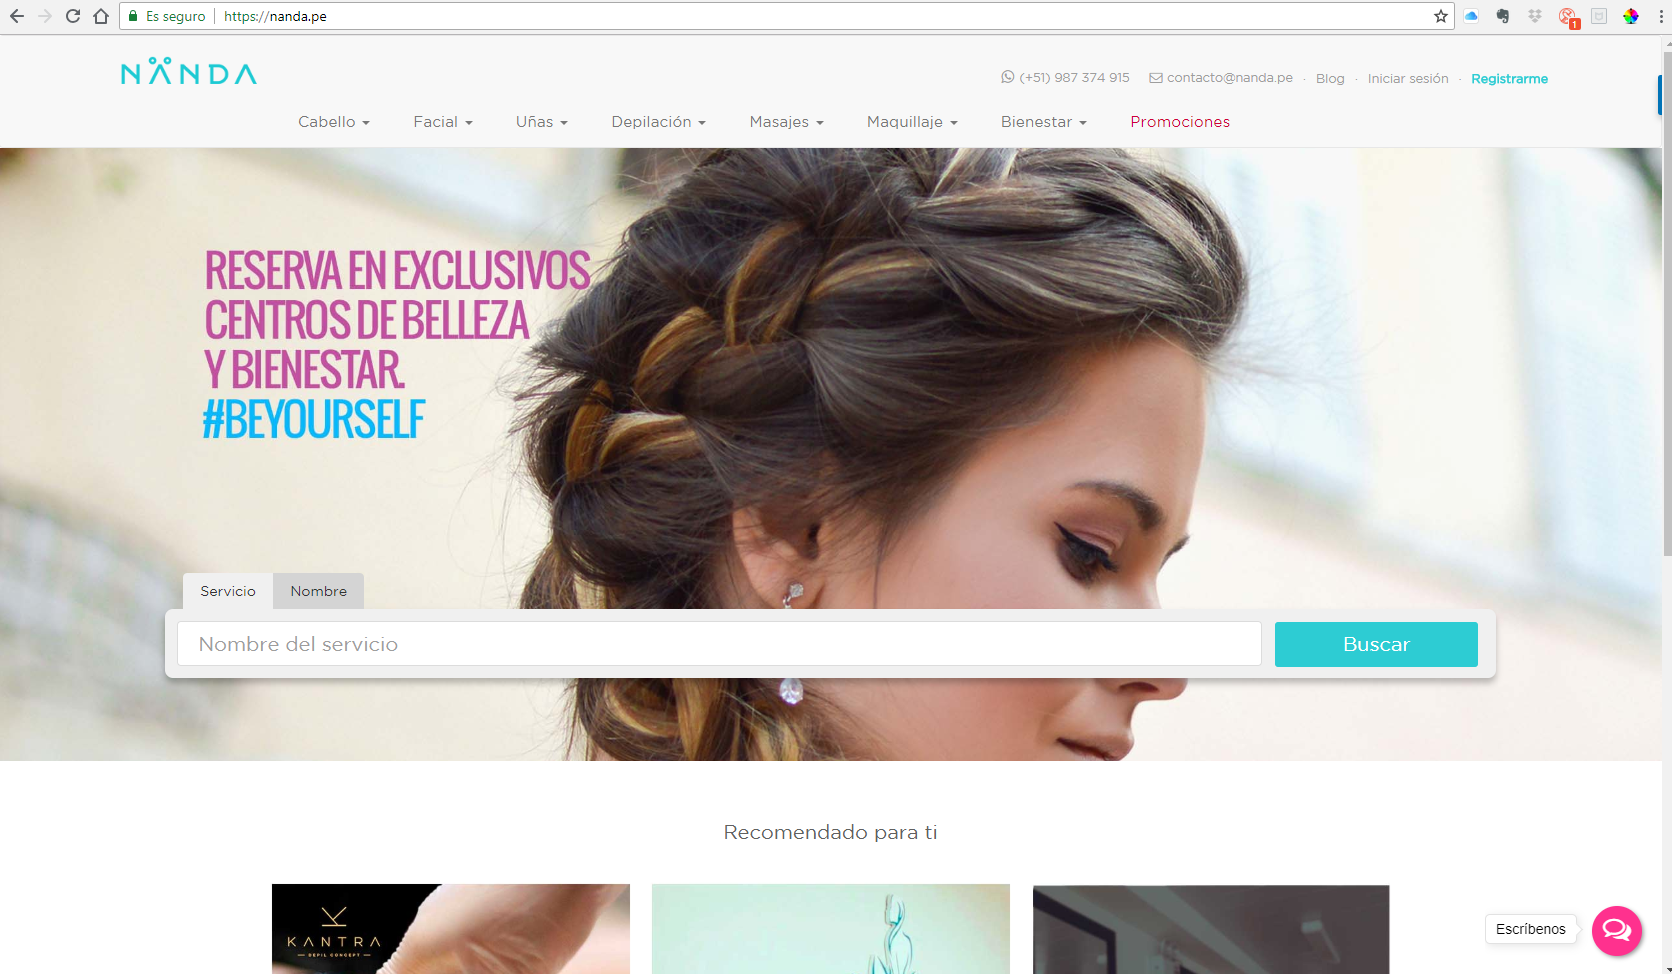 Es seguro
https://nanda.pe
NÄNDA
(+51) 987 374 915
contacto@nanda.pe · Blog · Iniciar sesión · Registrarme
Cabello
Facial
Uñas
Depilación
Masajes
Maquillaje
Bienestar
Promociones
RESERVA EN EXCLUSIVOS
CENTROS DE BELLEZA
Y BIENESTAR.
#BEYOURSELF
Servicio
Nombre
Nombre del servicio
Buscar
Recomendado para ti
KANTRA
DEPIL CONCEPT
Escríbenos
1